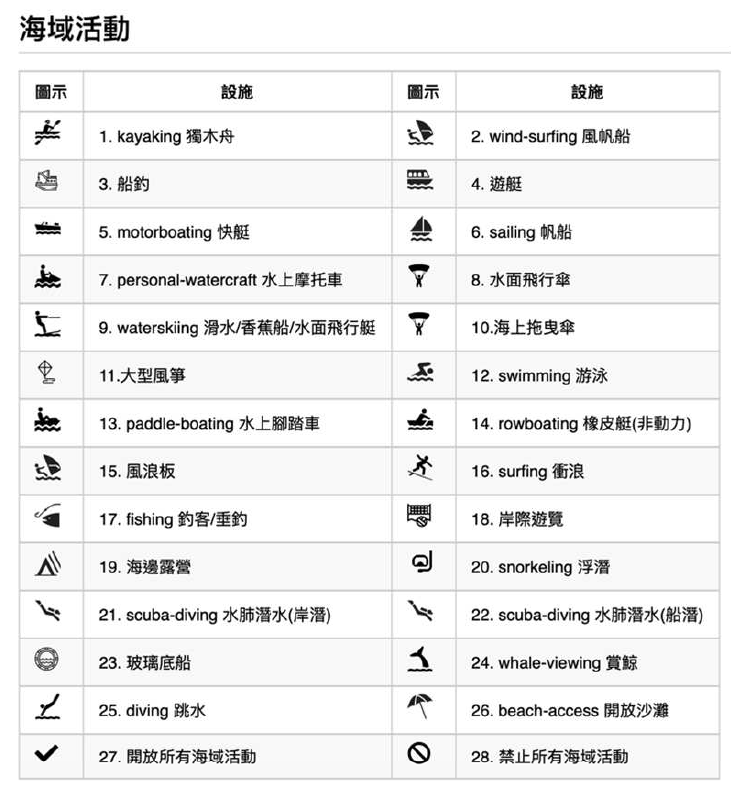 海域活動
圖示 設施 圖示 設施
1. kayaking 獨木舟 2. wind-surfing 風帆船
3. 船釣 4. 遊艇
5. motorboating 快艇 6. sailing 帆船
7. personal-watercraft 水上摩托車 8. 水面飛行傘
9. waterskiing 滑水/香蕉船/水面飛行艇 10.海上拖曳傘
11.大型風箏 12. swimming 游泳
13. paddle-boating 水上腳踏車 14. rowboating 橡皮艇(非動力)
15. 風浪板 16. surfing 衝浪
17. fishing 釣客/垂釣 18. 岸際遊覽
19. 海邊露營 20. snorkeling 浮潛
21. scuba-diving 水肺潛水(岸潛) 22. scuba-diving 水肺潛水(船潛)
23. 玻璃底船 24. whale-viewing 賞鯨
25. diving 跳水 26. beach-access 開放沙灘
27. 開放所有海域活動 28. 禁止所有海域活動